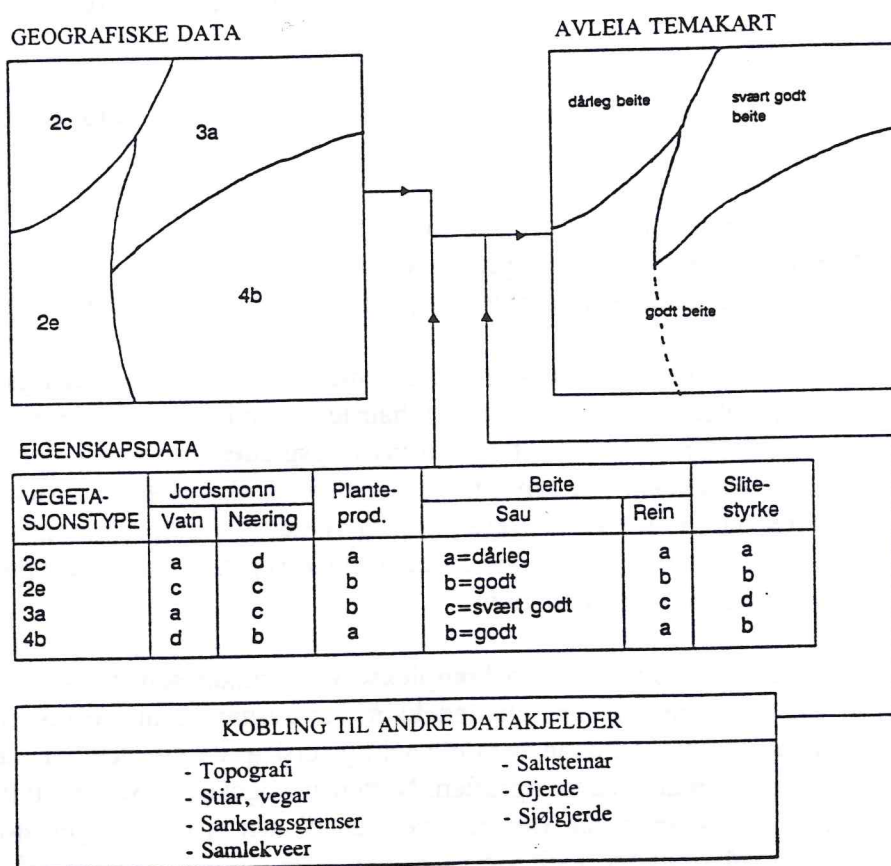 GEOGRAFISKE DATA
2c
3a
2e
4b
AVLEIA TEMAKART
dårleg beite
svært godt
beite
godt beite
EIGENSKAPSDATA
VEGETA-
SJONSTYPE
Jordsmonn
Vatn Næring
Plante-
prod.
Beite
Sau Rein
Slite-
styrke
2c a d a a=dårleg a a
2e c c b b=godt b b
3a a c b c=svært godt c d
4b d b a b=godt a b
KOBLING TIL ANDRE DATAKJELDER
- Topografi
- Stiar, vegar
- Sankelagsgrenser
- Samlekveer
- Saltsteinar
- Gjerde
- Sjølgjerde